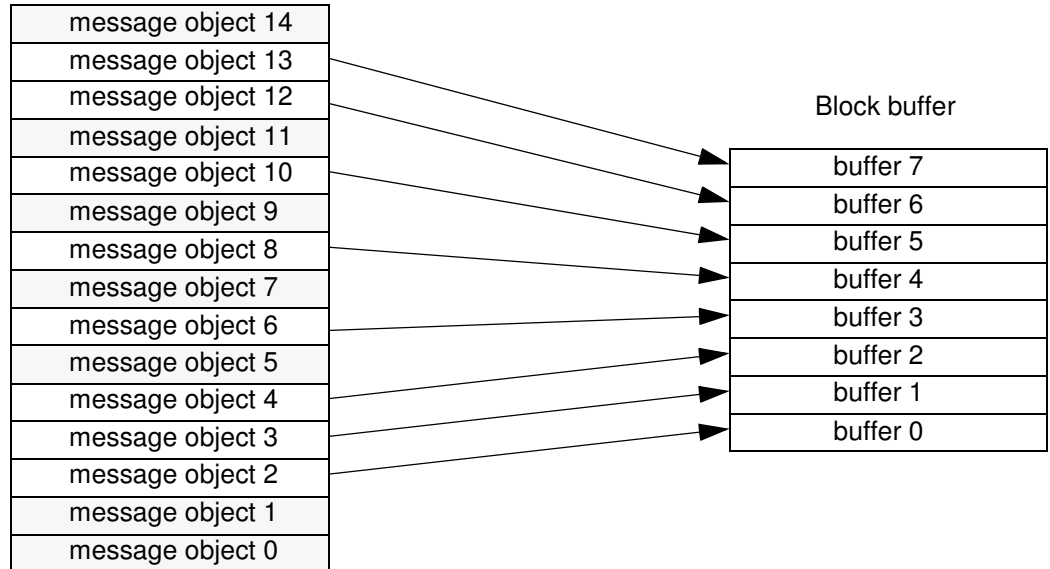 message object 14
message object 13
message object 12
message object 11
message object 10
message object 9
message object 8
message object 7
message object 6
message object 5
message object 4
message object 3
message object 2
message object 1
message object 0
Block buffer
buffer 7
buffer 6
buffer 5
buffer 4
buffer 3
buffer 2
buffer 1
buffer 0